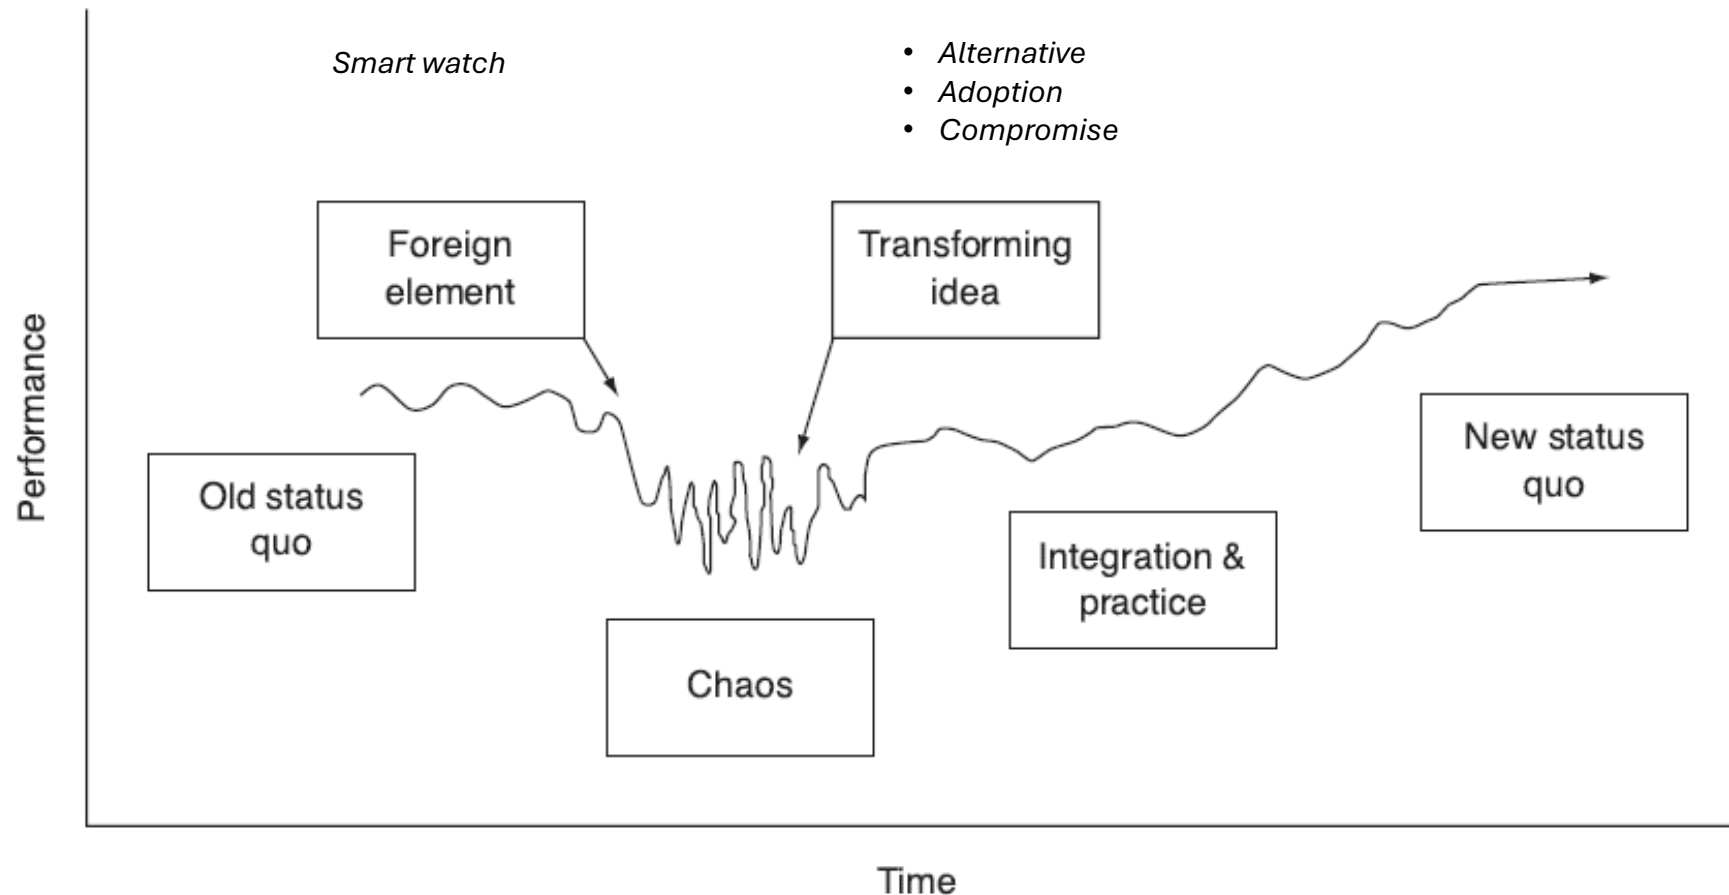 Smart watch
• Alternative
• Adoption
• Compromise
Foreign
element
Transforming
idea
Performance
Old status
quo
New status
quo
Integration &
practice
Chaos
Time